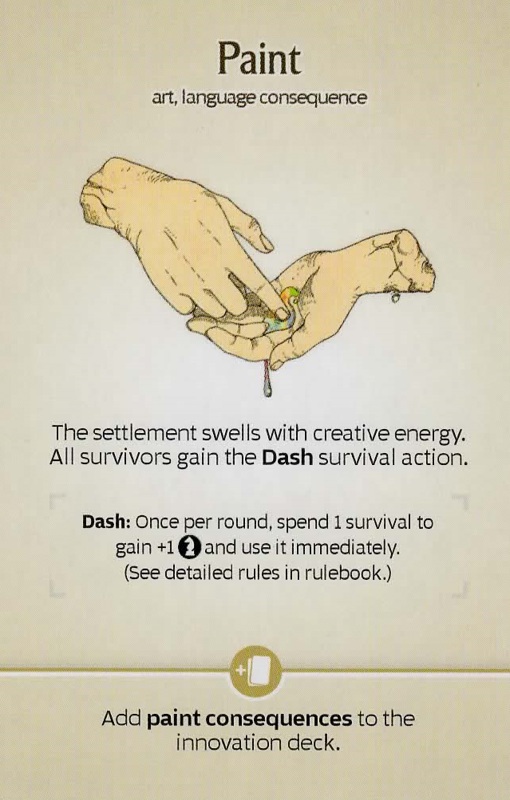 Paint
art, language consequence
The settlement swells with creative energy.
All survivors gain the Dash survival action.
Dash: Once per round, spend 1 survival to
gain +1 and use it immediately.
(See detailed rules in rulebook.)
+
Add paint consequences to the
innovation deck.